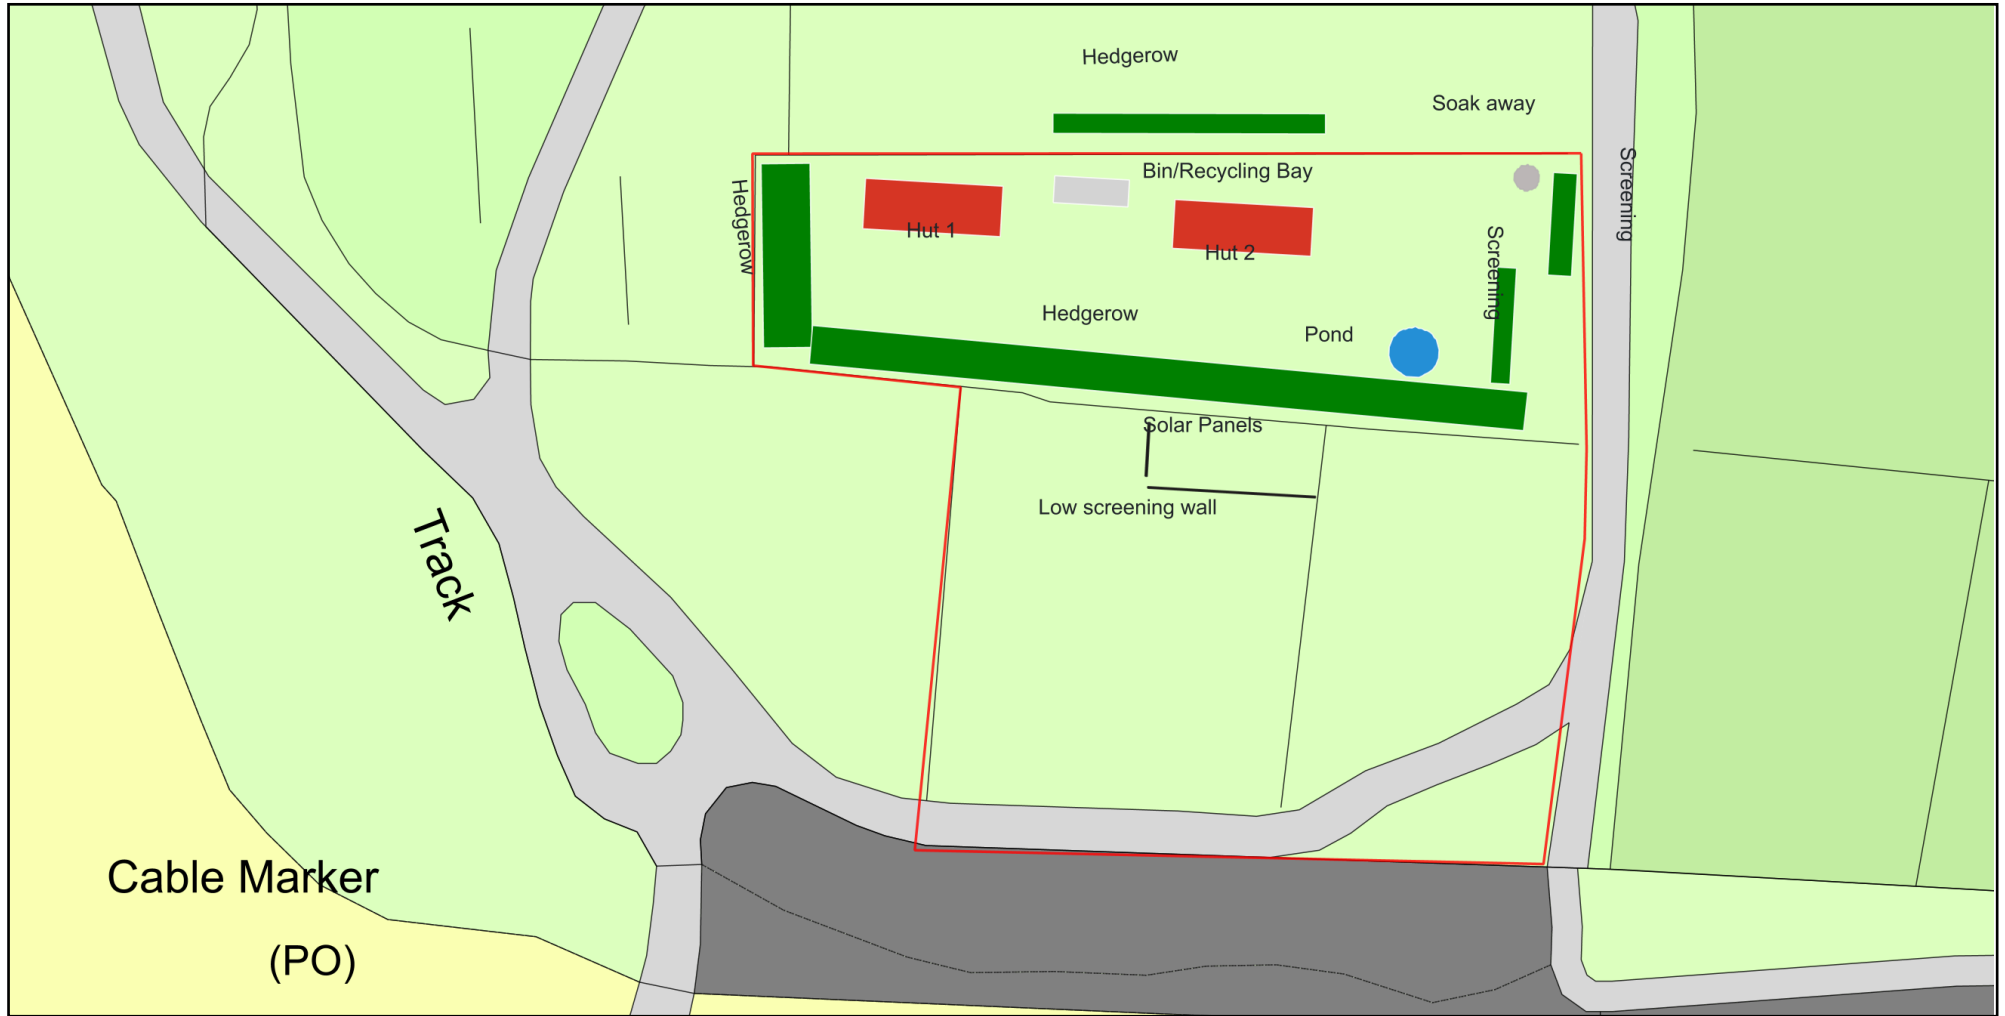 Hedgerow
Soak away
Bin/Recycling Bay
Screening
Hedgerow
Hut 1
Hut 2
Screening
Hedgerow
Pond
Solar Panels
Low screening wall
Track
Cable Marker
(PO)